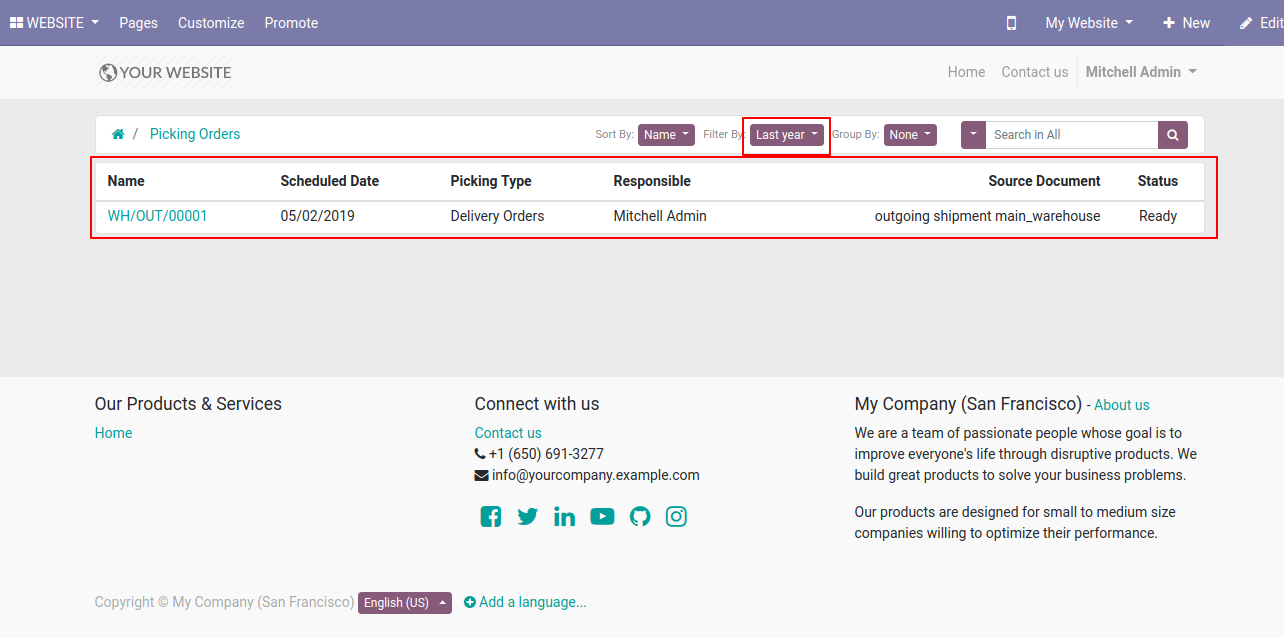 WEBSITE Pages Customize Promote My Website New Edit
YOUR WEBSITE Home Contact us Mitchell Admin
/ Picking Orders Sort By: Name Filter By: Last year Group By: None Search in All
Name Scheduled Date Picking Type Responsible Source Document Status
WH/OUT/00001 05/02/2019 Delivery Orders Mitchell Admin outgoing shipment main_warehouse Ready
Our Products & Services
Home
Connect with us
Contact us
+1 (650) 691-3277
info@yourcompany.example.com
My Company (San Francisco) - About us
We are a team of passionate people whose goal is to
improve everyone's life through disruptive products. We
build great products to solve your business problems.
Our products are designed for small to medium size
companies willing to optimize their performance.
Copyright © My Company (San Francisco) English (US) Add a language...